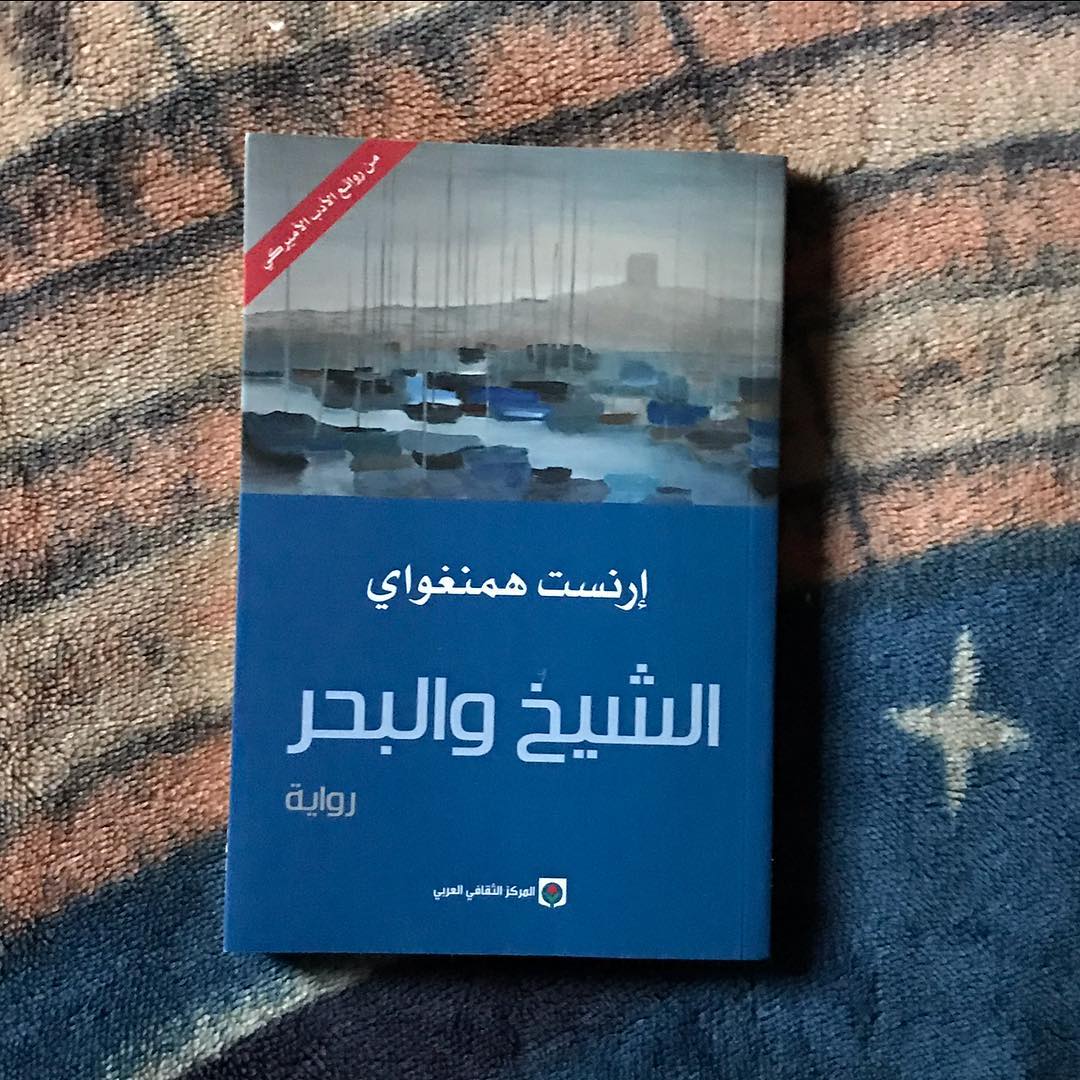 من روائع الأدب الأميركي
إرنست همنغواي
الشيخ والبحر
رواية
المركز الثقافي العربي